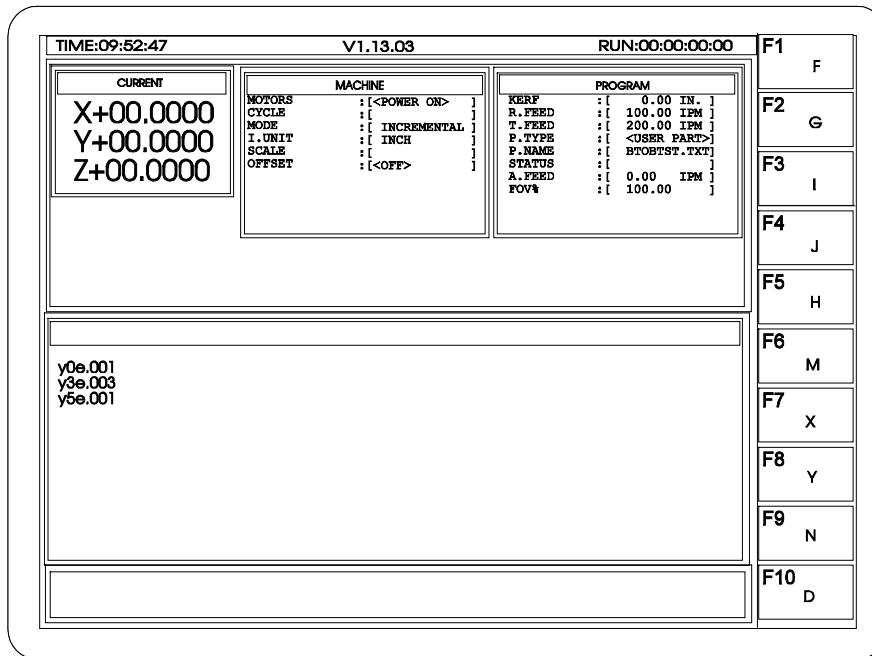 TIME:09:52:47 V1.13.03 RUN:00:00:00:00
CURRENT
X+00.0000
Y+00.0000
Z+00.0000
MACHINE
MOTORS :[<POWER ON> ]
CYCLE :[ ]
MODE :[ INCREMENTAL ]
I.UNIT :[ INCH ]
SCALE :[ ]
OFFSET :[<OFF> ]
PROGRAM
KERF :[ 0.00 IN. ]
R.FEED :[ 100.00 IPM ]
T.FEED :[ 200.00 IPM ]
P.TYPE :[ <USER PART>]
P.NAME :[ BTOBTST.TXT]
STATUS :[ ]
A.FEED :[ 0.00 IPM ]
FOV% :[ 100.00 ]
y0e.001
y3e.003
y5e.001
F1
F
F2
G
F3
I
F4
J
F5
H
F6
M
F7
X
F8
Y
F9
N
F10
D